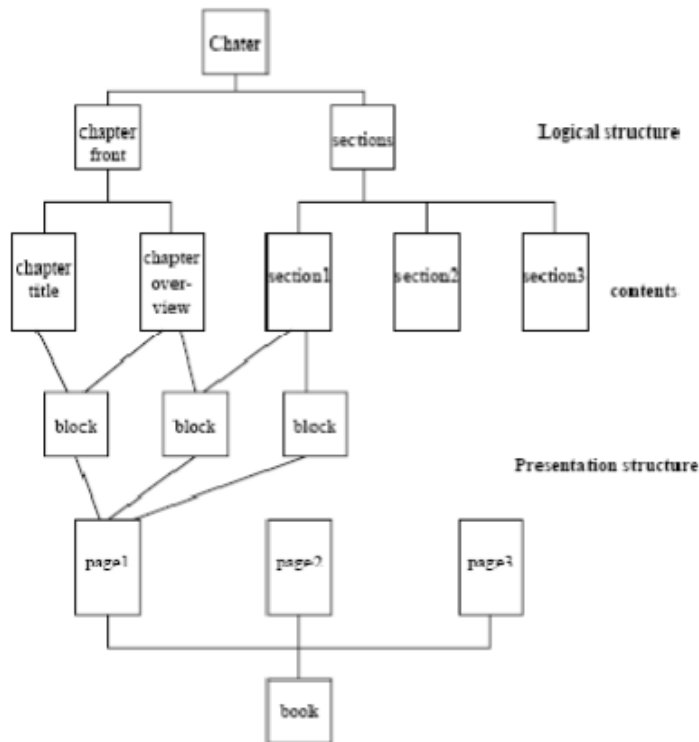 Chater
chapter
front
sections
Logical structure
chapter
title
chapter
over-
view
section1
section2
section3
contents
block
block
block
Presentation structure
page1
page2
page3
book